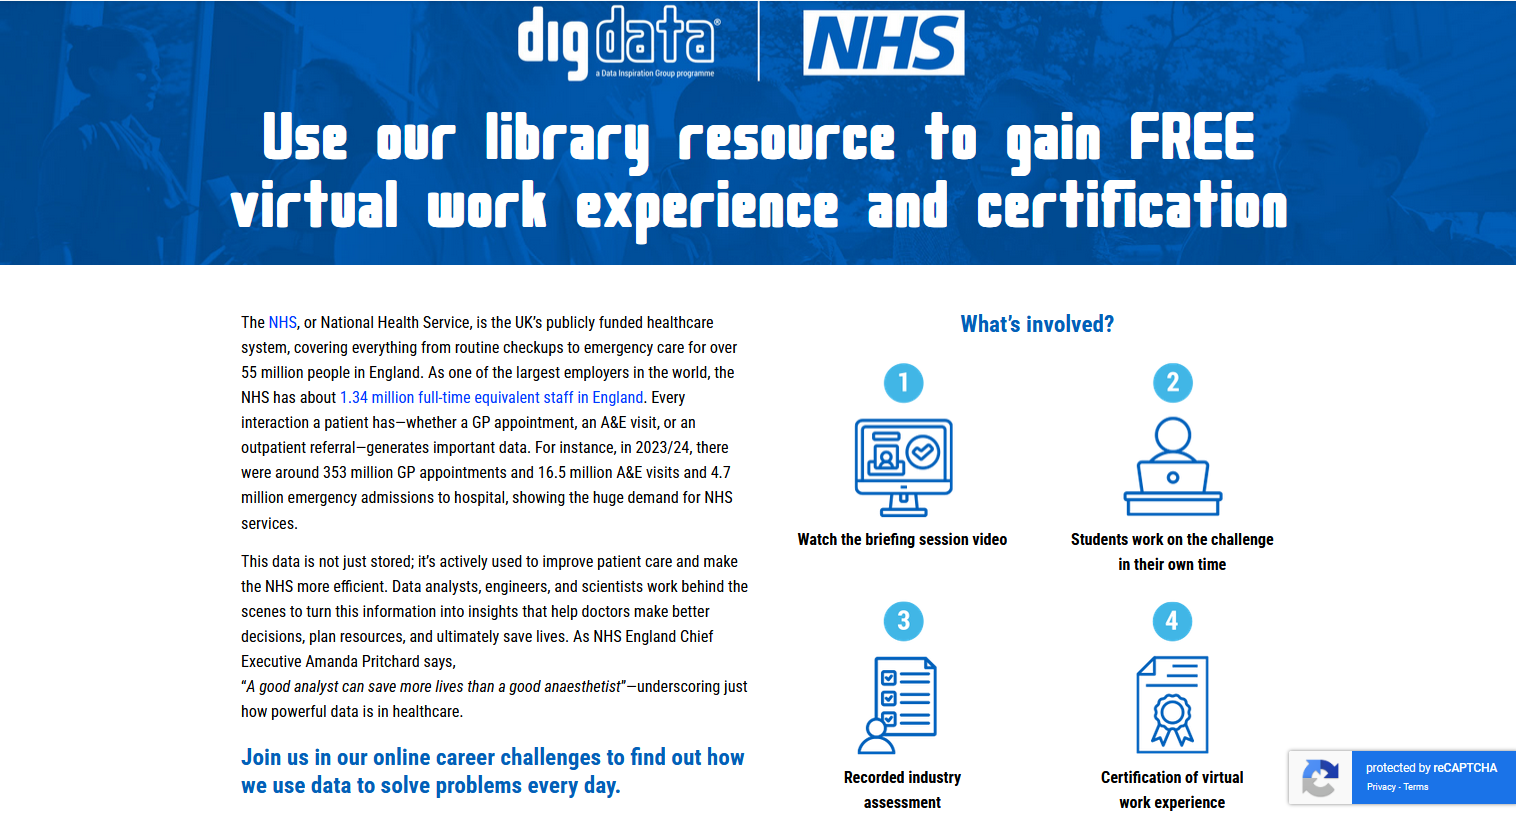 digdata®
a Data Inspiration Group programme
NHS
Use our library resource to gain FREE
virtual work experience and certification
The NHS, or National Health Service, is the UK’s publicly funded healthcare
system, covering everything from routine checkups to emergency care for over
55 million people in England. As one of the largest employers in the world, the
NHS has about 1.34 million full-time equivalent staff in England. Every
interaction a patient has—whether a GP appointment, an A&E visit, or an
outpatient referral—generates important data. For instance, in 2023/24, there
were around 353 million GP appointments and 16.5 million A&E visits and 4.7
million emergency admissions to hospital, showing the huge demand for NHS
services.
This data is not just stored; it’s actively used to improve patient care and make
the NHS more efficient. Data analysts, engineers, and scientists work behind the
scenes to turn this information into insights that help doctors make better
decisions, plan resources, and ultimately save lives. As NHS England Chief
Executive Amanda Pritchard says,
“A good analyst can save more lives than a good anaesthetist”—underscoring just
how powerful data is in healthcare.
Join us in our online career challenges to find out how
we use data to solve problems every day.
What’s involved?
1
Watch the briefing session video
2
Students work on the challenge
in their own time
3
Recorded industry
assessment
4
Certification of virtual
work experience
protected by reCAPTCHA
Privacy - Terms